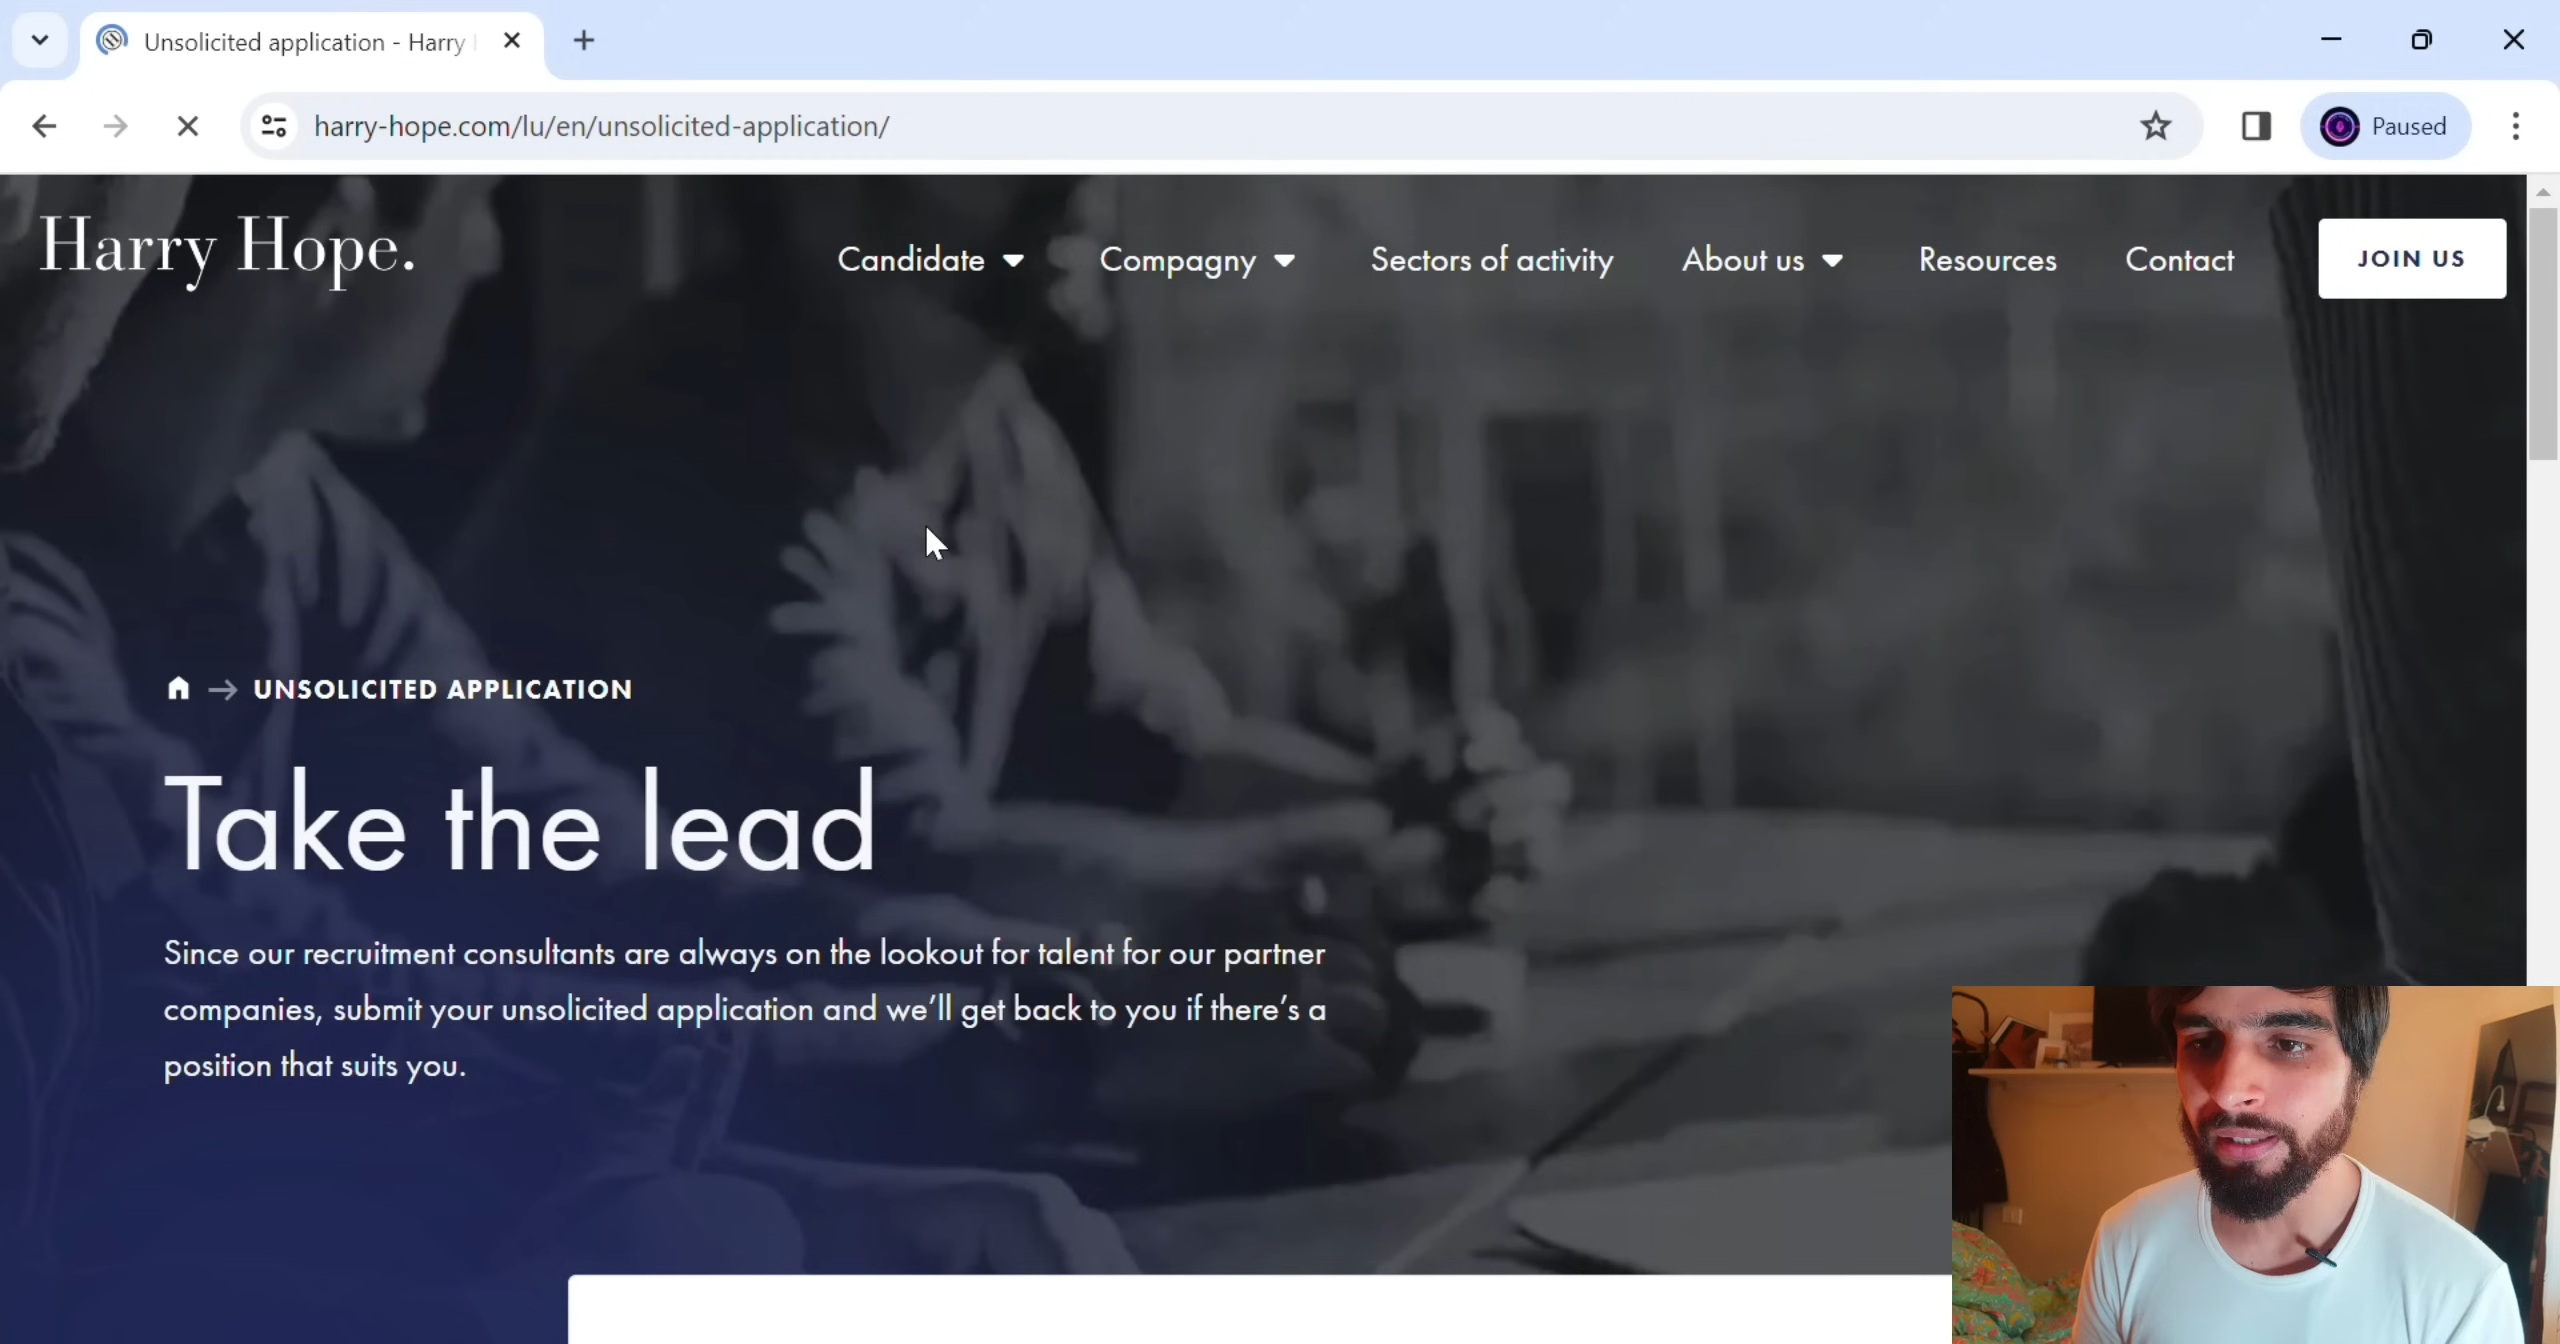 Unsolicited application - Harry
harry-hope.com/lu/en/unsolicited-application/
Paused
Harry Hope.
Candidate
Compagny
Sectors of activity
About us
Resources
Contact
JOIN US
UNSOLICITED APPLICATION
Take the lead
Since our recruitment consultants are always on the lookout for talent for our partner
companies, submit your unsolicited application and we'll get back to you if there's a
position that suits you.